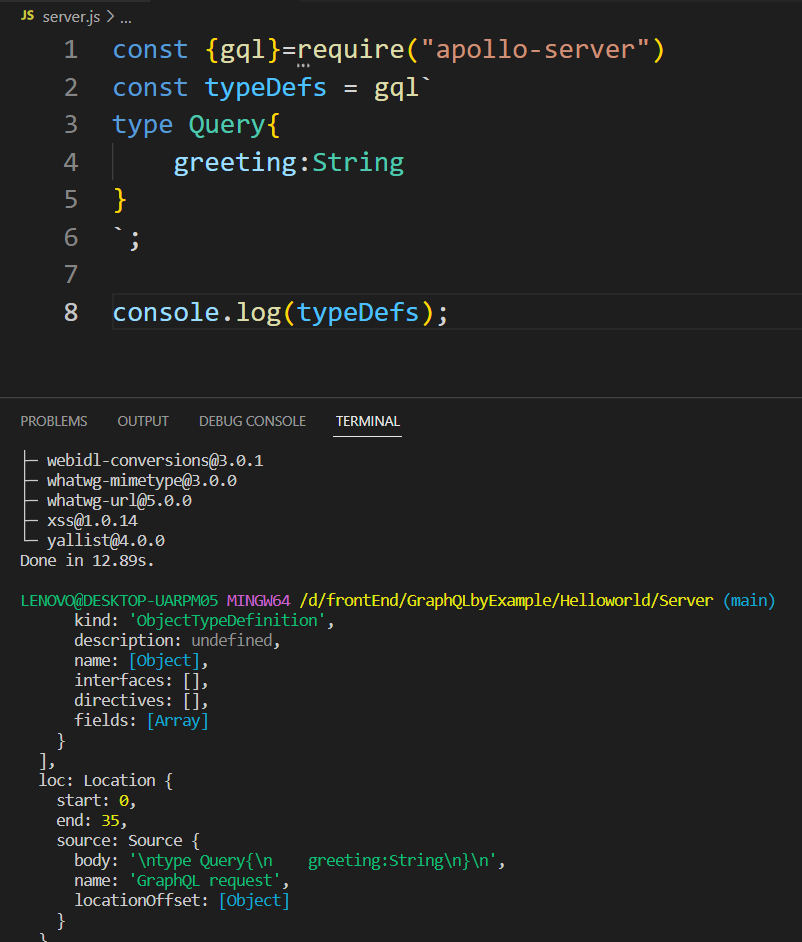 JS server.js > ...
1 const {gql}=require("apollo-server")
2 const typeDefs = gql`
3 type Query{
4     greeting:String
5 }
6 `;
7
8 console.log(typeDefs);
PROBLEMS OUTPUT DEBUG CONSOLE TERMINAL
├─ webidl-conversions@3.0.1
├─ whatwg-mimetype@3.0.0
├─ whatwg-url@5.0.0
├─ xss@1.0.14
└─ yallist@4.0.0
Done in 12.89s.
LENOVO@DESKTOP-UARPM05 MINGW64 /d/frontEnd/GraphQLbyExample/Helloworld/Server (main)
      kind: 'ObjectTypeDefinition',
      description: undefined,
      name: [Object],
      interfaces: [],
      directives: [],
      fields: [Array]
    }
  ],
  loc: Location {
    start: 0,
    end: 35,
    source: Source {
      body: '\ntype Query{\n    greeting:String\n}\n',
      name: 'GraphQL request',
      locationOffset: [Object]
    }
  }